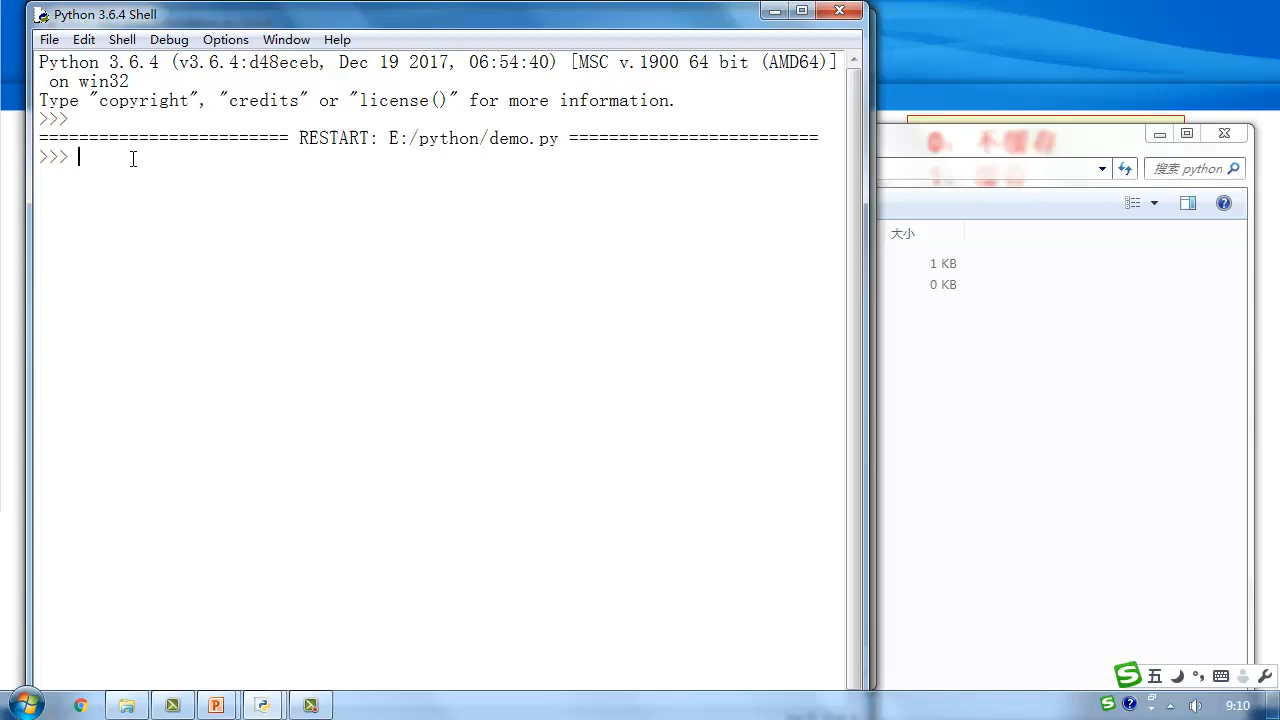 Python 3.6.4 Shell
File Edit Shell Debug Options Window Help
Python 3.6.4 (v3.6.4:d48eceb, Dec 19 2017, 06:54:40) [MSC v.1900 64 bit (AMD64)]
on win32
Type "copyright", "credits" or "license()" for more information.
>>>
========================= RESTART: E:/python/demo.py =========================
>>>
0、不缓存
搜索 python
大小
1 KB
0 KB
五
9:10